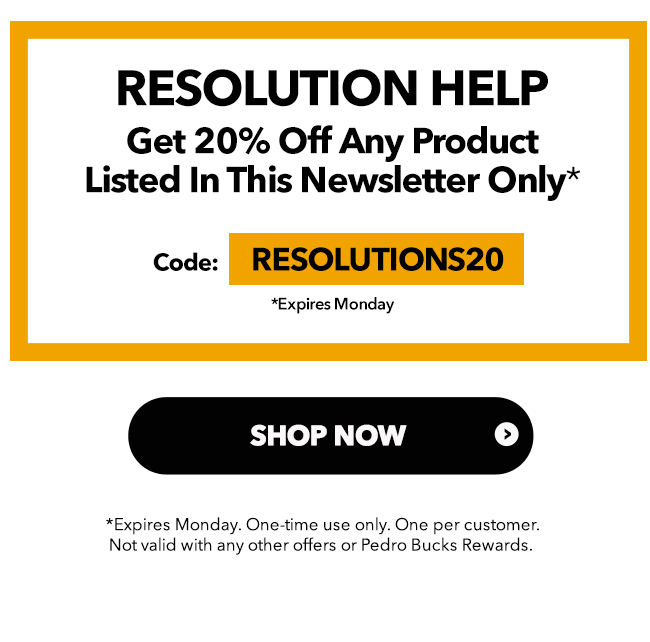 RESOLUTION HELP
Get 20% Off Any Product
Listed In This Newsletter Only*
Code: RESOLUTIONS20
*Expires Monday
SHOP NOW
*Expires Monday. One-time use only. One per customer.
Not valid with any other offers or Pedro Bucks Rewards.